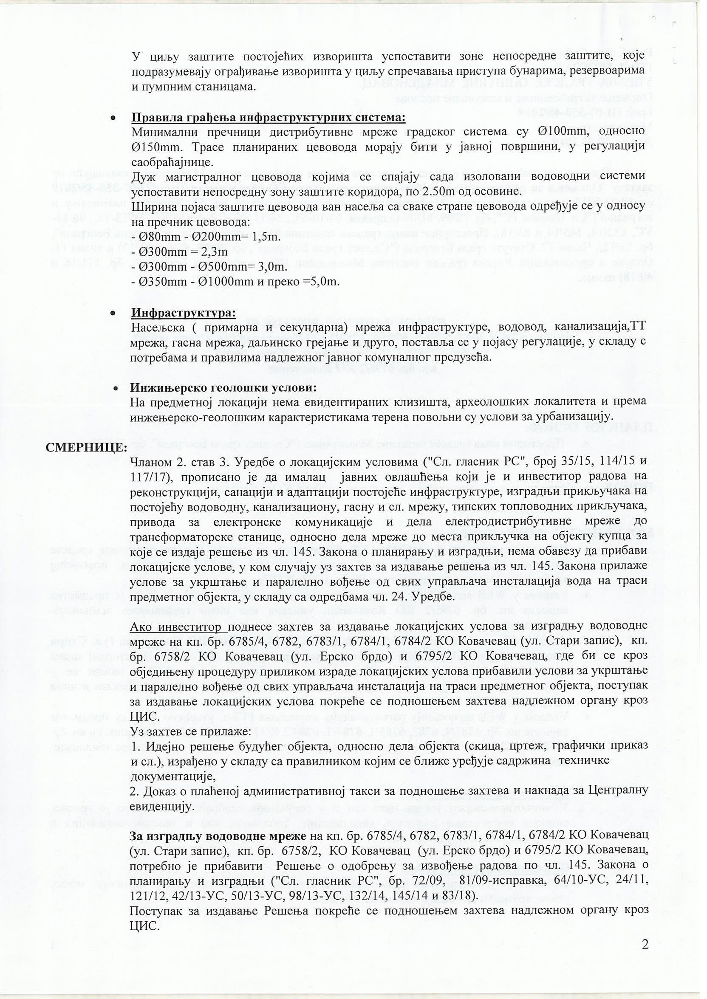 У циљу заштите постојећих изворишта успоставити зоне непосредне заштите, које
подразумевају ограђивање изворишта у циљу спречавања приступа бунарима, резервоарима
и пумпним станицама.
• Правила грађења инфраструктурних система:
Минимални пречници дистрибутивне мреже градског система су Ø100mm, односно
Ø150mm. Трасе планираних цевовода морају бити у јавној површини, у регулацији
саобраћајнице.
Дуж магистралног цевовода којима се спајају сада изоловани водоводни системи
успоставити непосредну зону заштите коридора, по 2.50m од осовине.
Ширина појаса заштите цевовода ван насеља са сваке стране цевовода одређује се у односу
на пречник цевовода:
- Ø80mm - Ø200mm= 1,5m.
- Ø300mm = 2,3m
- Ø300mm - Ø500mm= 3,0m.
- Ø350mm - Ø1000mm и преко =5,0m.
• Инфраструктура:
Насељска ( примарна и секундарна) мрежа инфраструктуре, водовод, канализација,ТТ
мрежа, гасна мрежа, даљинско грејање и друго, поставља се у појасу регулације, у складу с
потребама и правилима надлежног јавног комуналног предузећа.
• Инжињерско геолошки услови:
На предметној локацији нема евидентираних клизишта, археолошких локалитета и према
инжењерско-геолошким карактеристикама терена повољни су услови за урбанизацију.
СМЕРНИЦЕ:
Чланом 2. став 3. Уредбе о локацијским условима ("Сл. гласник РС", број 35/15, 114/15 и
117/17), прописано је да ималац јавних овлашћења који је и инвеститор радова на
реконструкцији, санацији и адаптацији постојеће инфраструктуре, изградњи прикључака на
постојећу водоводну, канализациону, гасну и сл. мрежу, типских топловодних прикључака,
привода за електронске комуникације и дела електродистрибутивне мреже до
трансформаторске станице, односно дела мреже до места прикључка на објекту купца за
које се издаје решење из чл. 145. Закона о планирању и изградњи, нема обавезу да прибави
локацијске услове, у ком случају уз захтев за издавање решења из чл. 145. Закона прилаже
услове за укрштање и паралелно вођење од свих управљача инсталација вода на траси
предметног објекта, у складу са одредбама чл. 24. Уредбе.
Ако инвеститор поднесе захтев за издавање локацијских услова за изградњу водоводне
мреже на кп. бр. 6785/4, 6782, 6783/1, 6784/1, 6784/2 КО Ковачевац (ул. Стари запис), кп.
бр. 6758/2 КО Ковачевац (ул. Ерско брдо) и 6795/2 КО Ковачевац, где би се кроз
обједињену процедуру приликом израде локацијских услова прибавили услови за укрштање
и паралелно вођење од свих управљача инсталација на траси предметног објекта, поступак
за издавање локацијских услова покреће се подношењем захтева надлежном органу кроз
ЦИС.
Уз захтев се прилаже:
1. Идејно решење будућег објекта, односно дела објекта (скица, цртеж, графички приказ
и сл.), израђено у складу са правилником којим се ближе уређује садржина техничке
документације,
2. Доказ о плаћеној административној такси за подношење захтева и накнада за Централну
евиденцију.
За изградњу водоводне мреже на кп. бр. 6785/4, 6782, 6783/1, 6784/1, 6784/2 КО Ковачевац
(ул. Стари запис), кп. бр. 6758/2, КО Ковачевац (ул. Ерско брдо) и 6795/2 КО Ковачевац,
потребно је прибавити Решење о одобрењу за извођење радова по чл. 145. Закона о
планирању и изградњи ("Сл. гласник РС", бр. 72/09, 81/09-исправка, 64/10-УС, 24/11,
121/12, 42/13-УС, 50/13-УС, 98/13-УС, 132/14, 145/14 и 83/18).
Поступак за издавање Решења покреће се подношењем захтева надлежном органу кроз
ЦИС.
2